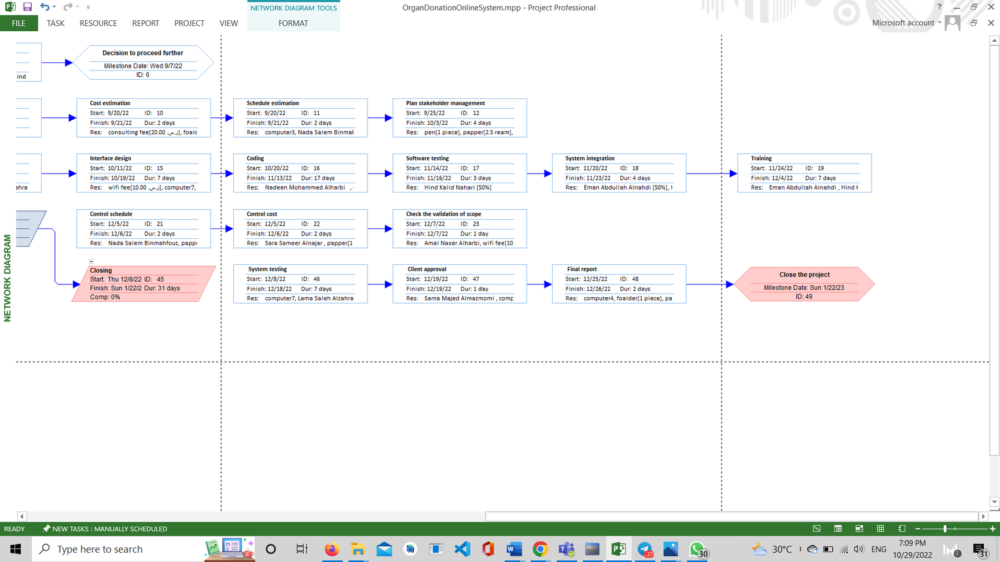 NETWORK DIAGRAM TOOLS
OrganDonationOnlineSystem.mpp - Project Professional
?
FILE
TASK
RESOURCE
REPORT
PROJECT
VIEW
FORMAT
Microsoft account
Decision to proceed further
Milestone Date: Wed 9/7/22
ID: 6
ind
Cost estimation
Start: 9/20/22 ID: 10
Finish: 9/21/22 Dur: 2 days
Res: consulting fee[20.00 ر.س.], foald
Schedule estimation
Start: 9/20/22 ID: 11
Finish: 9/21/22 Dur: 2 days
Res: computer3, Nada Salem Binmah
Plan stakeholder management
Start: 9/25/22 ID: 12
Finish: 10/3/22 Dur: 4 days
Res: pen[1 piece], papper[2.5 ream],
ahra
Interface design
Start: 10/11/22 ID: 15
Finish: 10/19/22 Dur: 7 days
Res: wifi fee[10.00 ر.س.], computer7,
Coding
Start: 10/20/22 ID: 16
Finish: 11/13/22 Dur: 17 days
Res: Nadeen Mohammed Alharbi ,
Software testing
Start: 11/14/22 ID: 17
Finish: 11/16/22 Dur: 3 days
Res: Hind Kalid Nahari [50%]
System integration
Start: 11/20/22 ID: 18
Finish: 11/23/22 Dur: 4 days
Res: Eman Abdullah Alnahdi [50%],
Training
Start: 11/24/22 ID: 19
Finish: 12/4/22 Dur: 7 days
Res: Eman Abdullah Alnahdi , Hind
Control schedule
Start: 12/5/22 ID: 21
Finish: 12/6/22 Dur: 2 days
Res: Nada Salem Binmahfouz, papp
Control cost
Start: 12/5/22 ID: 22
Finish: 12/6/22 Dur: 2 days
Res: Sara Sameer Alnajar , papper[1
Check the validation of scope
Start: 12/7/22 ID: 23
Finish: 12/7/22 Dur: 1 day
Res: Amal Naser Alharbi, wifi fee[10
Closing
Start: Thu 12/8/22 ID: 45
Finish: Sun 1/22/2 Dur: 31 days
Comp: 0%
System testing
Start: 12/8/22 ID: 46
Finish: 12/18/22 Dur: 7 days
Res: computer7, Lama Saleh Alzahra
Client approval
Start: 12/19/22 ID: 47
Finish: 12/19/22 Dur: 1 day
Res: Sama Majed Almazmomi , comp
Final report
Start: 12/25/22 ID: 48
Finish: 12/26/22 Dur: 2 days
Res: computer4, foalder[1 piece], pa
Close the project
Milestone Date: Sun 1/22/23
ID: 49
NETWORK DIAGRAM
READY
NEW TASKS : MANUALLY SCHEDULED
Type here to search
27
30
30°C
ENG
7:09 PM
10/29/2022
3
31